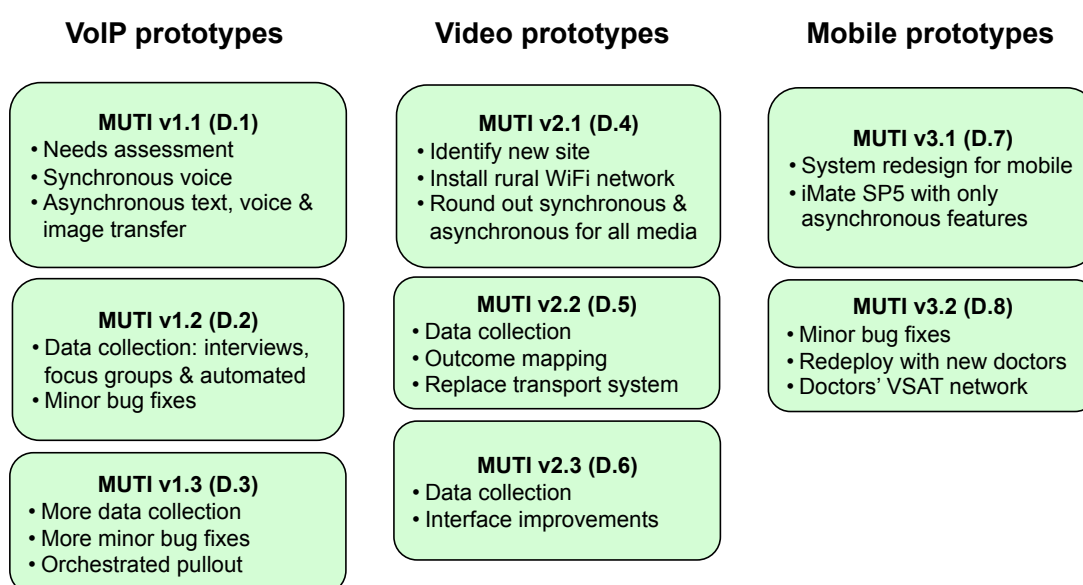 VoIP prototypes
MUTI v1.1 (D.1)
• Needs assessment
• Synchronous voice
• Asynchronous text, voice &
image transfer
MUTI v1.2 (D.2)
• Data collection: interviews,
focus groups & automated
• Minor bug fixes
MUTI v1.3 (D.3)
• More data collection
• More minor bug fixes
• Orchestrated pullout
Video prototypes
MUTI v2.1 (D.4)
• Identify new site
• Install rural WiFi network
• Round out synchronous &
asynchronous for all media
MUTI v2.2 (D.5)
• Data collection
• Outcome mapping
• Replace transport system
MUTI v2.3 (D.6)
• Data collection
• Interface improvements
Mobile prototypes
MUTI v3.1 (D.7)
• System redesign for mobile
• iMate SP5 with only
asynchronous features
MUTI v3.2 (D.8)
• Minor bug fixes
• Redeploy with new doctors
• Doctors' VSAT network